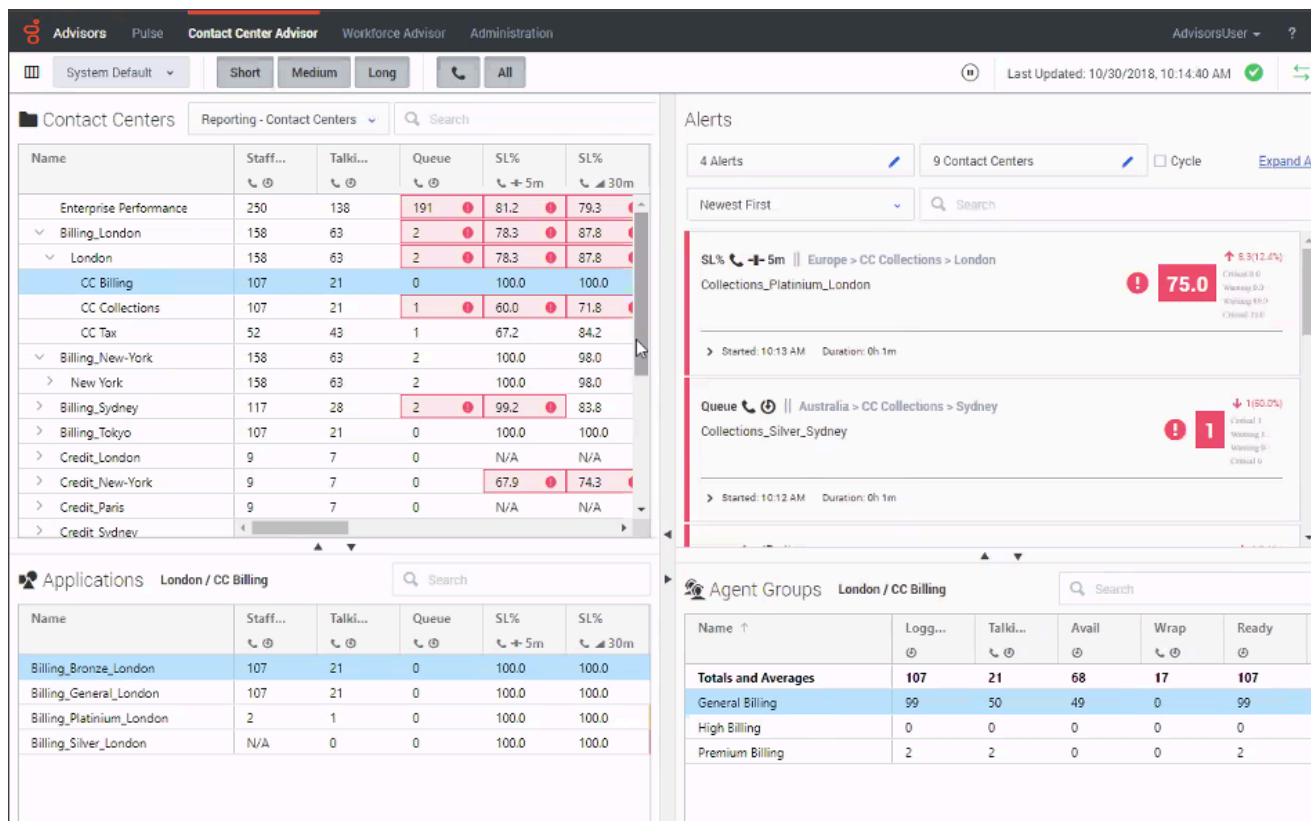 Advisors Pulse Contact Center Advisor Workforce Advisor Administration AdvisorsUser ?
System Default Short Medium Long All Last Updated: 10/30/2018, 10:14:40 AM
Contact Centers Reporting - Contact Centers Search
Name Staff... Talki... Queue SL% SL%
5m 30m
Enterprise Performance 250 138 191 81.2 79.3
Billing_London 158 63 2 78.3 87.8
London 158 63 2 78.3 87.8
CC Billing 107 21 0 100.0 100.0
CC Collections 107 21 1 60.0 71.8
CC Tax 52 43 1 67.2 84.2
Billing_New-York 158 63 2 100.0 98.0
New York 158 63 2 100.0 98.0
Billing_Sydney 117 28 2 99.2 83.8
Billing_Tokyo 107 21 0 100.0 100.0
Credit_London 9 7 0 N/A N/A
Credit_New-York 9 7 0 67.9 74.3
Credit_Paris 9 7 0 N/A N/A
Credit_Sydney
Alerts
4 Alerts 9 Contact Centers Cycle Expand A
Newest First Search
SL% 5m || Europe > CC Collections > London
Collections_Platinium_London
75.0
8.3(12.4%)
Started: 10:13 AM Duration: 0h 1m
Queue || Australia > CC Collections > Sydney
Collections_Silver_Sydney
1
1(50.0%)
Started: 10:12 AM Duration: 0h 1m
Applications London / CC Billing Search
Name Staff... Talki... Queue SL% SL%
5m 30m
Billing_Bronze_London 107 21 0 100.0 100.0
Billing_General_London 107 21 0 100.0 100.0
Billing_Platinium_London 2 1 0 100.0 100.0
Billing_Silver_London N/A 0 0 100.0 100.0
Agent Groups London / CC Billing Search
Name Logg... Talki... Avail Wrap Ready
Totals and Averages 107 21 68 17 107
General Billing 99 50 49 0 99
High Billing 0 0 0 0 0
Premium Billing 2 2 0 0 2